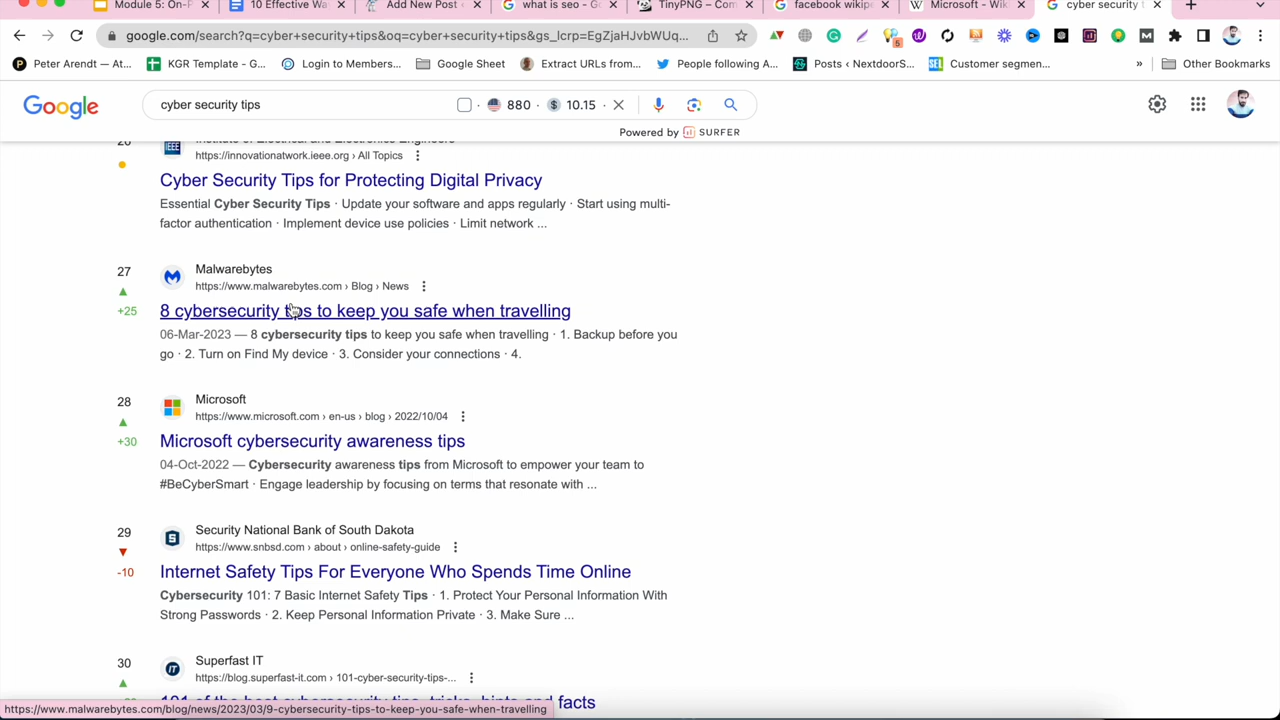 Module 5: On-P
10 Effective Wa
Add New Post
what is seo - G
TinyPNG – Com
facebook wikip
Microsoft - Wik
cyber security t
google.com/search?q=cyber+security+tips&oq=cyber+security+tips&gs_lcrp=EgZjaHJvbWUq...
5
Peter Arendt — At...
KGR Template - G...
Login to Members...
Google Sheet
Extract URLs from...
People following A...
Posts ‹ NextdoorS...
Customer segmen...
»
Other Bookmarks
Google
cyber security tips
880 · $ 10.15 ·
Powered by SURFER
IEEE
https://innovationatwork.ieee.org › All Topics
Cyber Security Tips for Protecting Digital Privacy
Essential Cyber Security Tips · Update your software and apps regularly · Start using multi-
factor authentication · Implement device use policies · Limit network ...
27
Malwarebytes
https://www.malwarebytes.com › Blog › News
+25
8 cybersecurity tips to keep you safe when travelling
06-Mar-2023 — 8 cybersecurity tips to keep you safe when travelling · 1. Backup before you
go · 2. Turn on Find My device · 3. Consider your connections · 4.
28
Microsoft
https://www.microsoft.com › en-us › blog › 2022/10/04
+30
Microsoft cybersecurity awareness tips
04-Oct-2022 — Cybersecurity awareness tips from Microsoft to empower your team to
#BeCyberSmart · Engage leadership by focusing on terms that resonate with ...
29
Security National Bank of South Dakota
https://www.snbsd.com › about › online-safety-guide
-10
Internet Safety Tips For Everyone Who Spends Time Online
Cybersecurity 101: 7 Basic Internet Safety Tips · 1. Protect Your Personal Information With
Strong Passwords · 2. Keep Personal Information Private · 3. Make Sure ...
30
Superfast IT
https://blog.superfast-it.com › 101-cyber-security-tips-...
101 of the best cybersecurity tips, tricks, hints and facts
https://www.malwarebytes.com/blog/news/2023/03/9-cybersecurity-tips-to-keep-you-safe-when-travelling